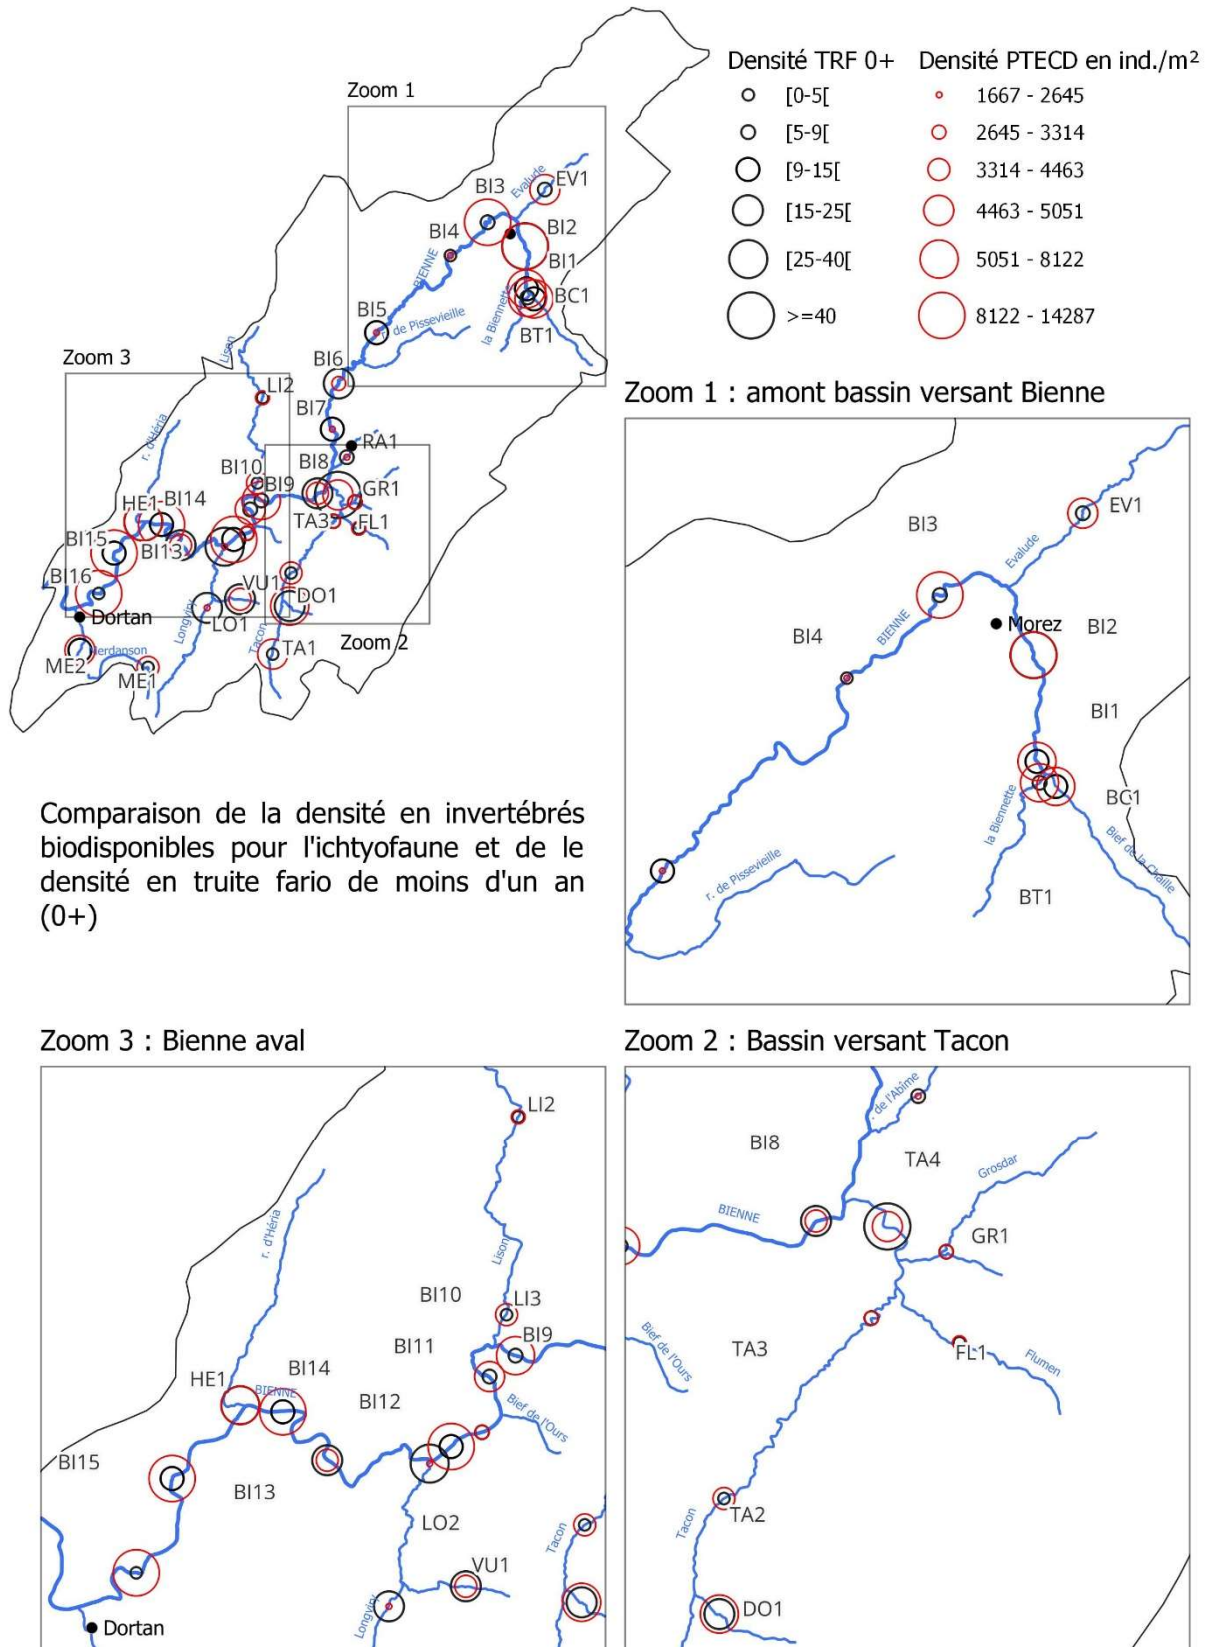 Zoom 1
Densité TRF 0+
[0-5[
[5-9[
[9-15[
[15-25[
[25-40[
>=40
Densité PTECD en ind./m²
1667 - 2645
2645 - 3314
3314 - 4463
4463 - 5051
5051 - 8122
8122 - 14287
EV1
Evalude
BI3
BI4
BI2
BI1
BIENNE
BC1
la Biennette
BT1
BI5
r. de Pissevieille
Zoom 3
Lison
BI6
LI2
BI7
r. d'Héria
RA1
BI10
BI8
BI9
GR1
HE1
BI14
TA3
FL1
BI15
BI13
BI16
VU1
DO1
Dortan
LO1
Longviry
Zoom 2
Tacon
TA1
ME2
Merdanson
ME1
Zoom 1 : amont bassin versant Bienne
EV1
BI3
Evalude
BI4
BIENNE
Morez
BI2
BI1
la Biennette
BC1
Bief de la Chaille
r. de Pissevieille
BT1
Comparaison de la densité en invertébrés
biodisponibles pour l'ichtyofaune et de le
densité en truite fario de moins d'un an
(0+)
Zoom 3 : Bienne aval
LI2
r. d'Héria
Lison
BI10
LI3
BI9
BI11
HE1
BI14
BIENNE
BI12
Bief de l'Ours
BI15
BI13
LO2
Tacon
VU1
Longviry
Dortan
Zoom 2 : Bassin versant Tacon
r. de l'Abîme
BI8
TA4
Grosdar
BIENNE
GR1
Bief de l'Ours
TA3
FL1
Flumen
TA2
Tacon
DO1